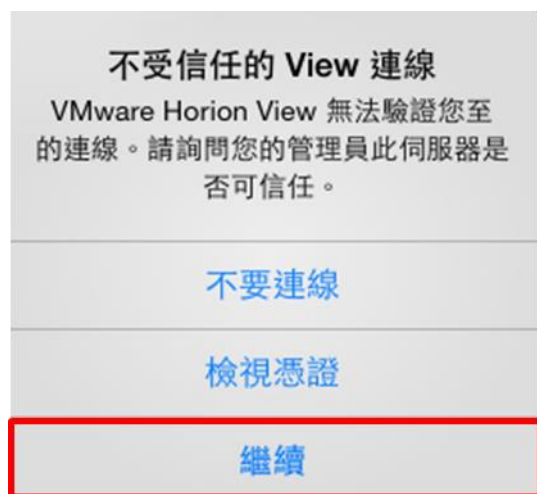 不受信任的 View 連線
VMware Horion View 無法驗證您至
的連線。請詢問您的管理員此伺服器是
否可信任。
不要連線
檢視憑證
繼續